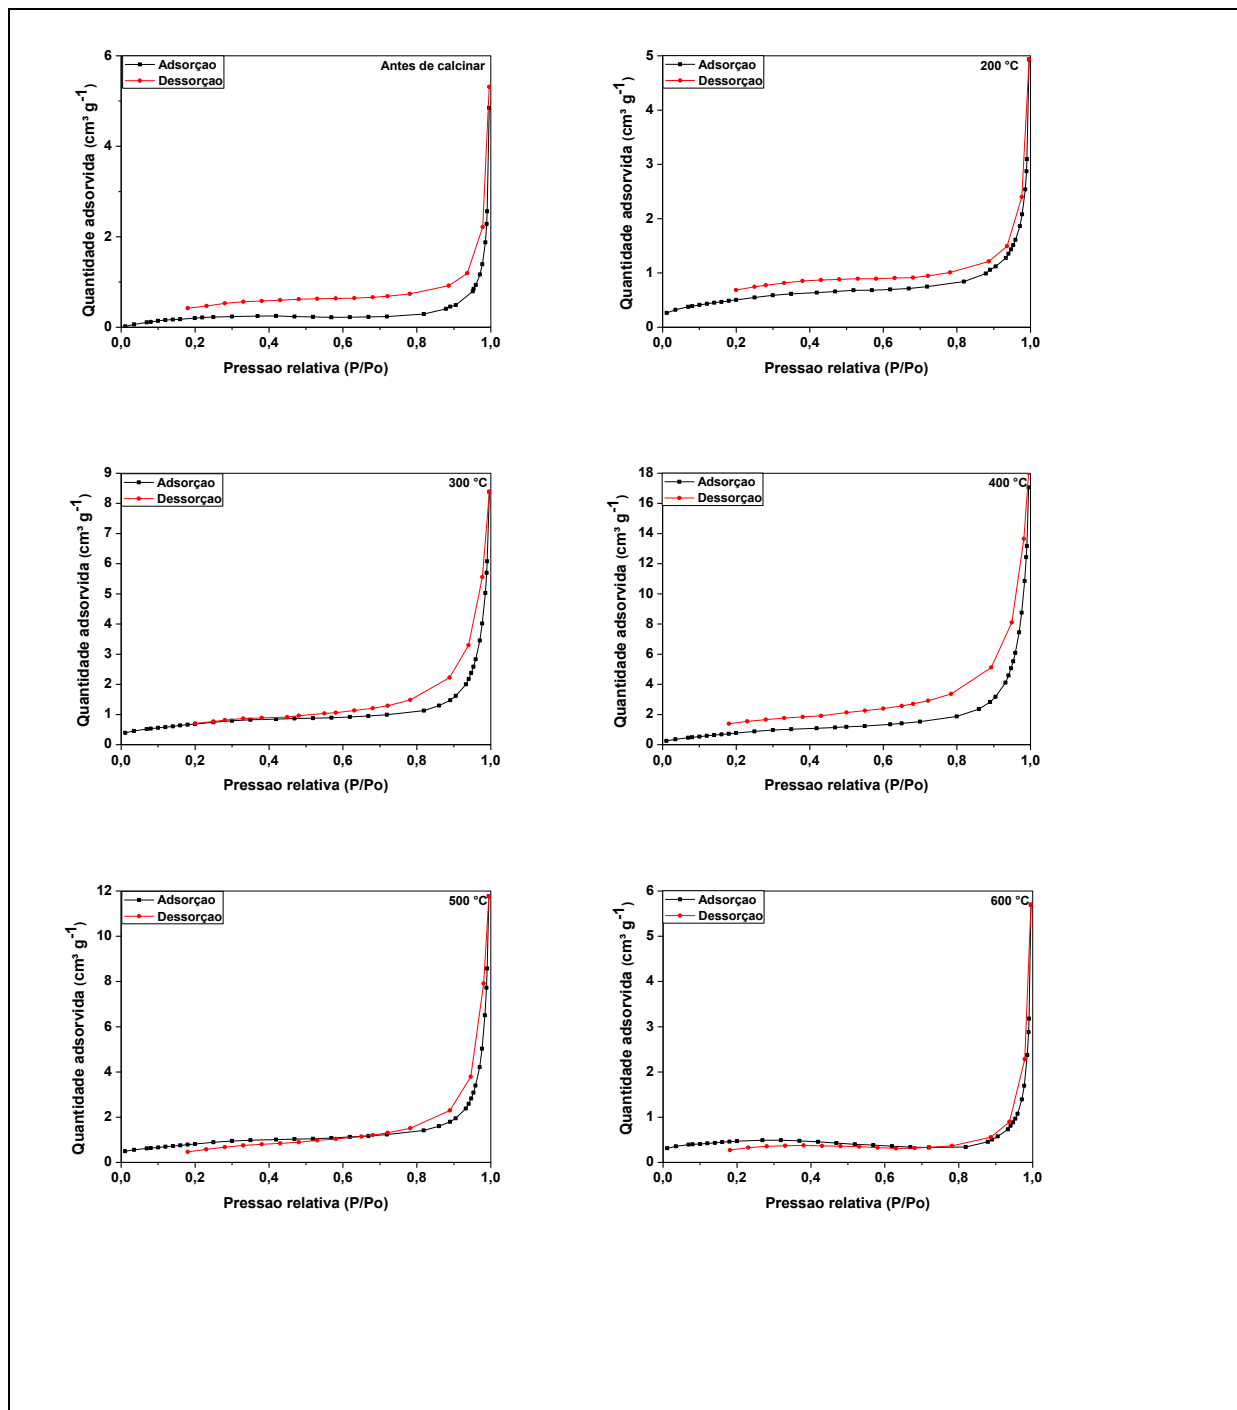 Adsorçao
Dessorçao
Antes de calcinar
6
4
2
0
0,0 0,2 0,4 0,6 0,8 1,0
Quantidade adsorvida (cm³ g⁻¹)
Pressao relativa (P/Po)
Adsorçao
Dessorçao
200 °C
5
4
3
2
1
0
0,0 0,2 0,4 0,6 0,8 1,0
Quantidade adsorvida (cm³ g⁻¹)
Pressao relativa (P/Po)
Adsorçao
Dessorçao
300 °C
9
8
7
6
5
4
3
2
1
0
0,0 0,2 0,4 0,6 0,8 1,0
Quantidade adsorvida (cm³ g⁻¹)
Pressao relativa (P/Po)
Adsorçao
Dessorçao
400 °C
18
16
14
12
10
8
6
4
2
0
0,0 0,2 0,4 0,6 0,8 1,0
Quantidade adsorvida (cm³ g⁻¹)
Pressao relativa (P/Po)
Adsorçao
Dessorçao
500 °C
12
10
8
6
4
2
0
0,0 0,2 0,4 0,6 0,8 1,0
Quantidade adsorvida (cm³ g⁻¹)
Pressao relativa (P/Po)
Adsorçao
Dessorçao
600 °C
6
5
4
3
2
1
0
0,0 0,2 0,4 0,6 0,8 1,0
Quantidade adsorvida (cm³ g⁻¹)
Pressao relativa (P/Po)